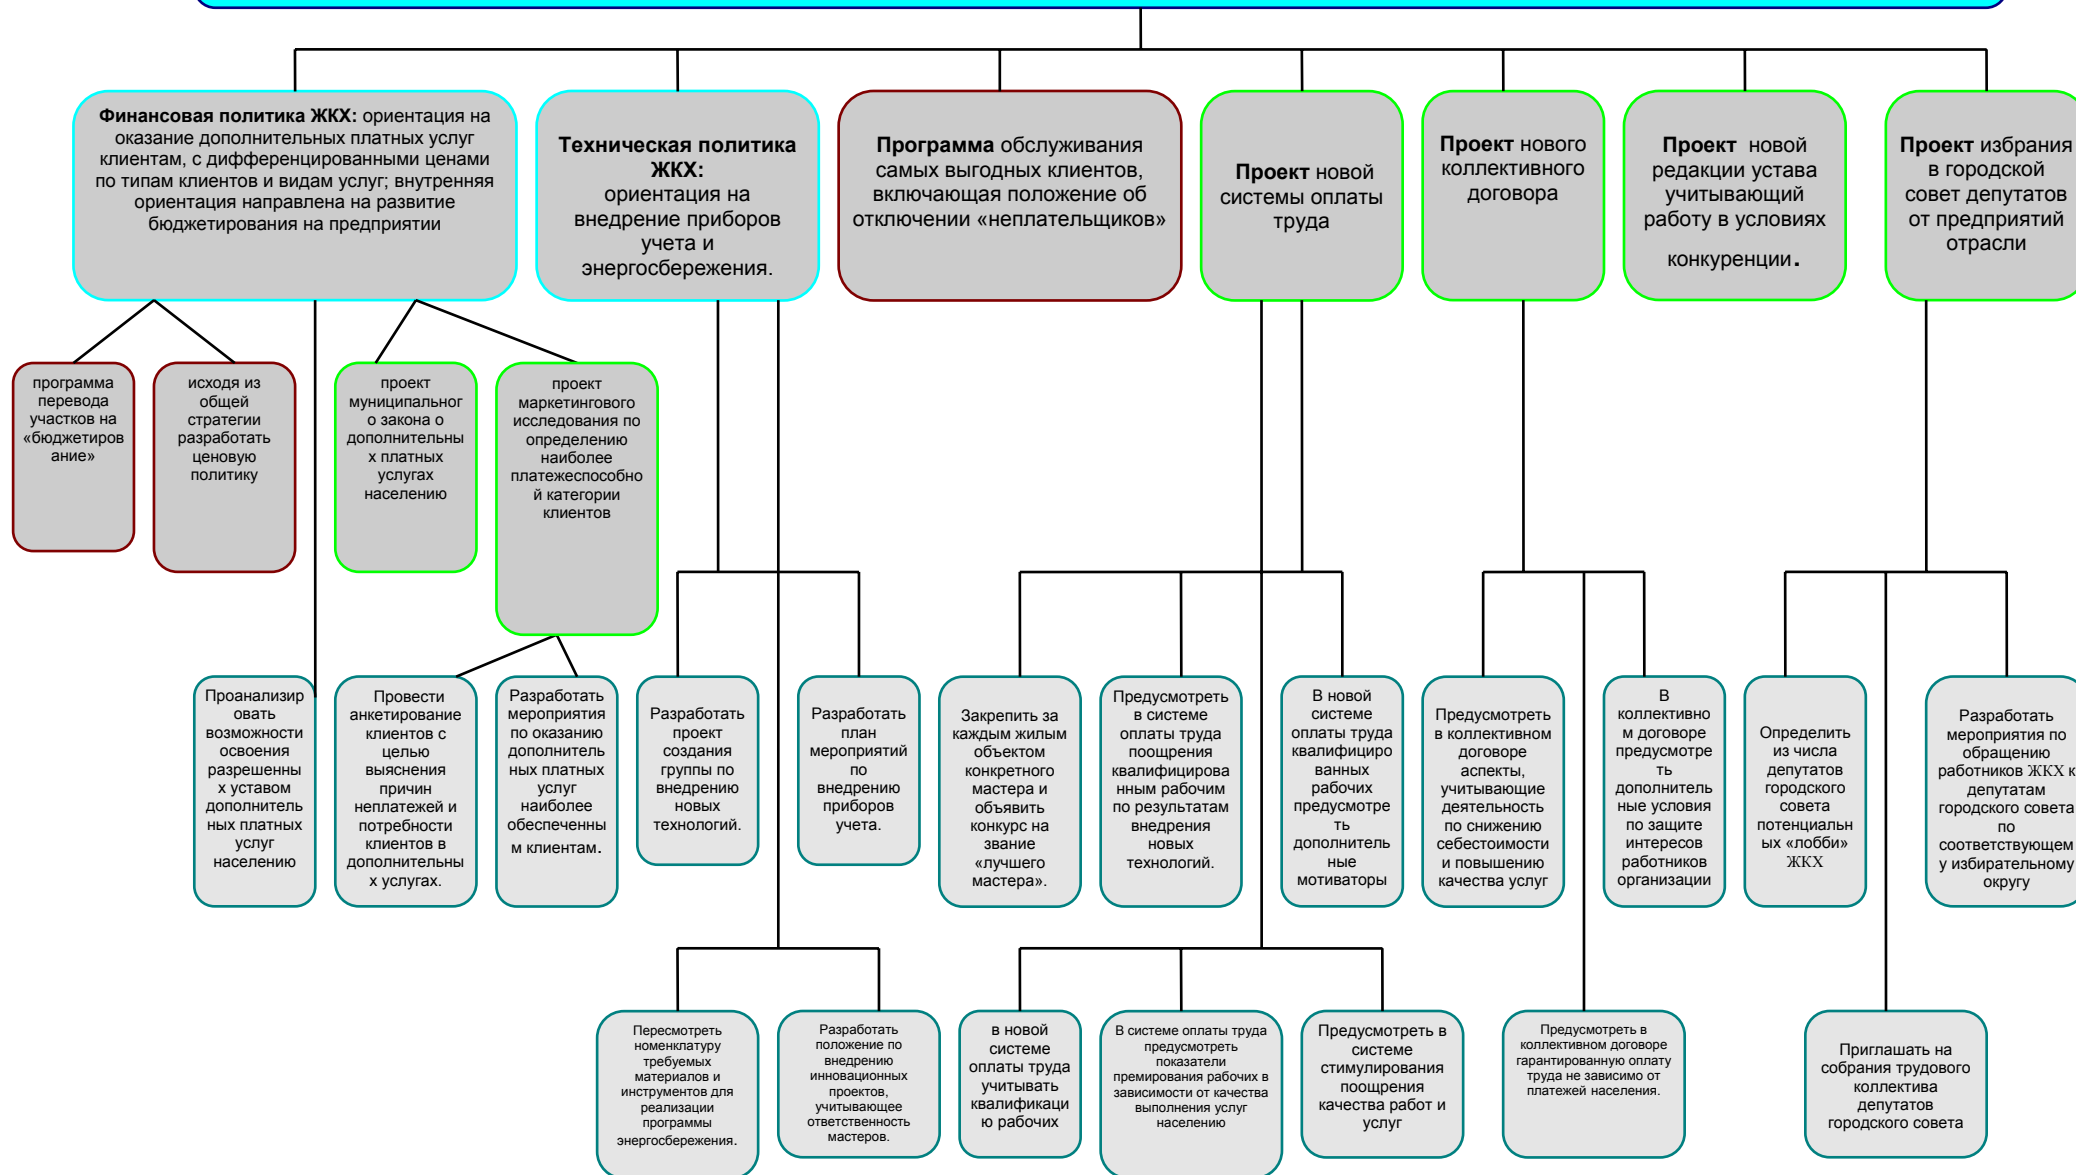 Финансовая политика ЖКХ: ориентация на
оказание дополнительных платных услуг
клиентам, с дифференцированными ценами
по типам клиентов и видам услуг; внутренняя
ориентация направлена на развитие
бюджетирования на предприятии
Техническая политика
ЖКХ:
ориентация на
внедрение приборов
учета и
энергосбережения.
Программа обслуживания
самых выгодных клиентов,
включающая положение об
отключении «неплательщиков»
Проект новой
системы оплаты
труда
Проект нового
коллективного
договора
Проект новой
редакции устава
учитывающий
работу в условиях
конкуренции.
Проект избрания
в городской
совет депутатов
от предприятий
отрасли
программа
перевода
участков на
«бюджетиров
ание»
исходя из
общей
стратегии
разработать
ценовую
политику
проект
муниципальног
о закона о
дополнительны
х платных
услугах
населению
проект
маркетингового
исследования по
определению
наиболее
платежеспособно
й категории
клиентов
Проанализир
овать
возможности
освоения
разрешенны
х уставом
дополнитель
ных платных
услуг
населению
Провести
анкетирование
клиентов с
целью
выяснения
причин
неплатежей и
потребности
клиентов в
дополнительны
х услугах.
Разработать
мероприятия
по оказанию
дополнитель
ных платных
услуг
наиболее
обеспеченны
м клиентам.
Разработать
проект
создания
группы по
внедрению
новых
технологий.
Разработать
план
мероприятий
по
внедрению
приборов
учета.
Закрепить за
каждым жилым
объектом
конкретного
мастера и
объявить
конкурс на
звание
«лучшего
мастера».
Предусмотреть
в системе
оплаты труда
поощрения
квалифицирова
нным рабочим
по результатам
внедрения
новых
технологий.
В новой
системе
оплаты труда
квалифициро
ванных
рабочих
предусмотре
ть
дополнитель
ные
мотиваторы
Предусмотреть
в коллективном
договоре
аспекты,
учитывающие
деятельность
по снижению
себестоимости
и повышению
качества услуг
В
коллективно
м договоре
предусмотре
ть
дополнитель
ные условия
по защите
интересов
работников
организации
Определить
из числа
депутатов
городского
совета
потенциальн
ых «лобби»
ЖКХ
Разработать
мероприятия по
обращению
работников ЖКХ к
депутатам
городского совета
по
соответствующем
у избирательному
округу
Пересмотреть
номенклатуру
требуемых
материалов и
инструментов для
реализации
программы
энергосбережения.
Разработать
положение по
внедрению
инновационных
проектов,
учитывающее
ответственность
мастеров.
в новой
системе
оплаты труда
учитывать
квалификаци
ю рабочих
В системе оплаты труда
предусмотреть
показатели
премирования рабочих в
зависимости от качества
выполнения услуг
населению
Предусмотреть в
системе
стимулирования
поощрения
качества работ и
услуг
Предусмотреть в
коллективном договоре
гарантированную оплату
труда не зависимо от
платежей населения.
Приглашать на
собрания трудового
коллектива
депутатов
городского совета